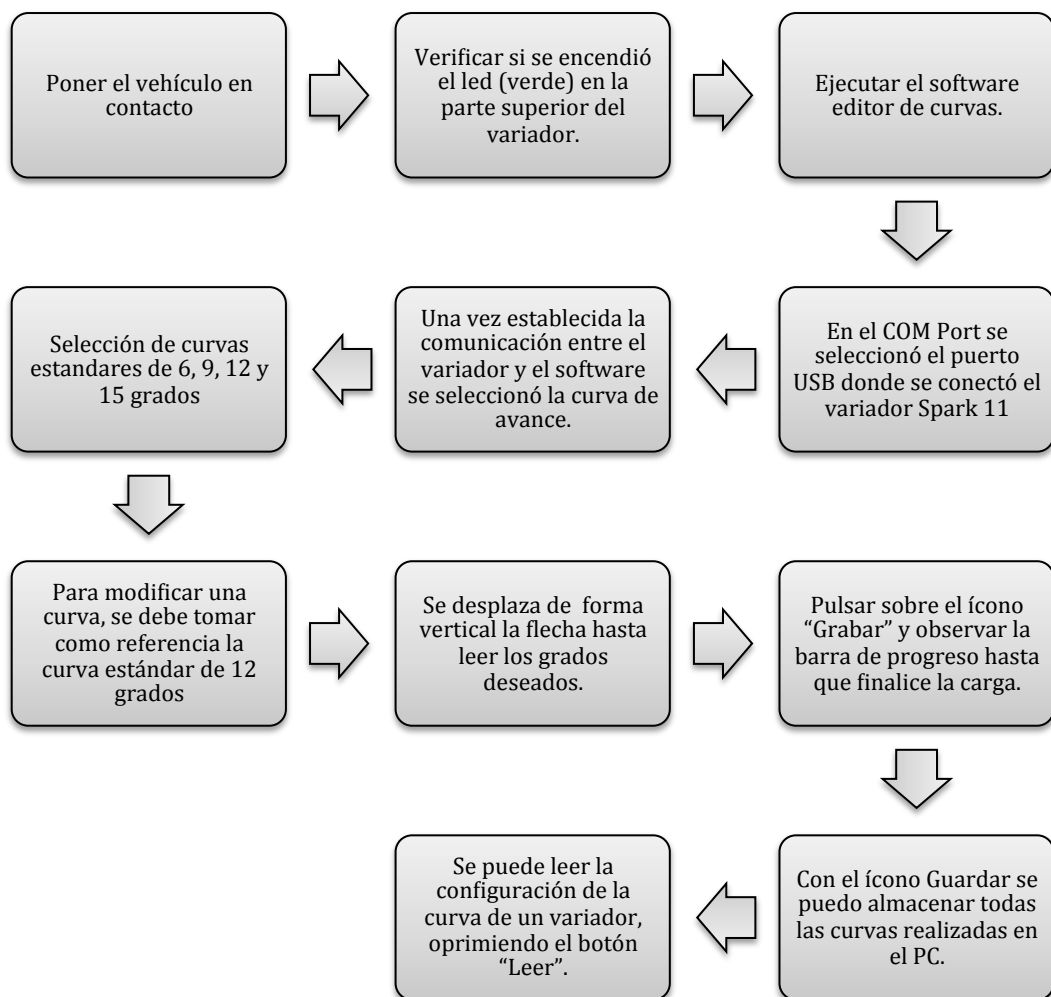 Poner el vehículo en
contacto
Verificar si se encendió
el led (verde) en la
parte superior del
variador.
Ejecutar el software
editor de curvas.
En el COM Port se
seleccionó el puerto
USB donde se conectó el
variador Spark 11
Una vez establecida la
comunicación entre el
variador y el software
se seleccionó la curva de
avance.
Selección de curvas
estandares de 6, 9, 12 y
15 grados
Para modificar una
curva, se debe tomar
como referencia la
curva estándar de 12
grados
Se desplaza de forma
vertical la flecha hasta
leer los grados
deseados.
Pulsar sobre el ícono
“Grabar” y observar la
barra de progreso hasta
que finalice la carga.
Con el ícono Guardar se
puedo almacenar todas
las curvas realizadas en
el PC.
Se puede leer la
configuración de la
curva de un variador,
oprimiendo el botón
“Leer”.